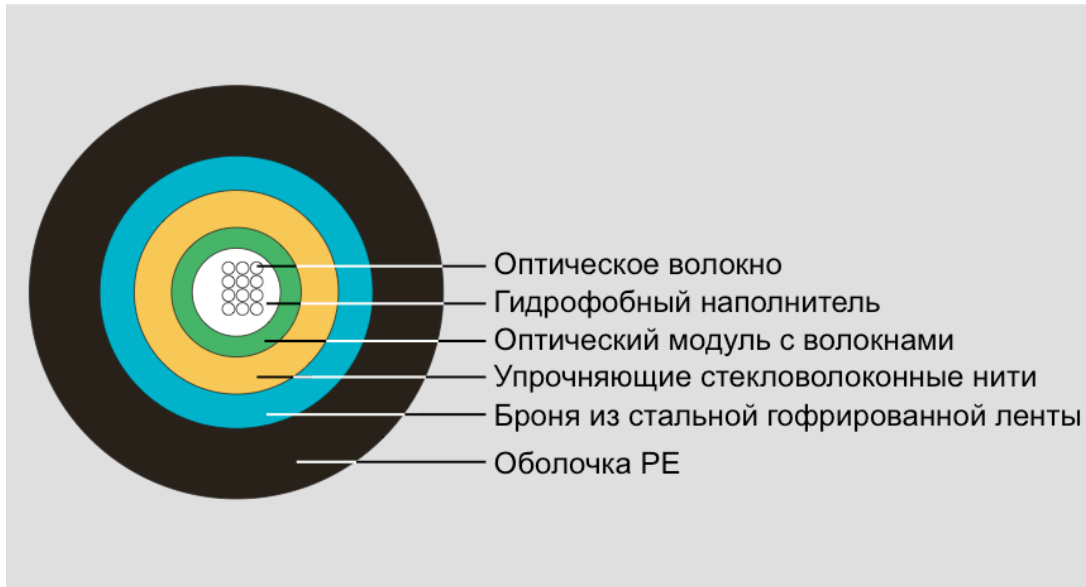 Оптическое волокно
Гидрофобный наполнитель
Оптический модуль с волокнами
Упрочняющие стекловолоконные нити
Броня из стальной гофрированной ленты
Оболочка PE